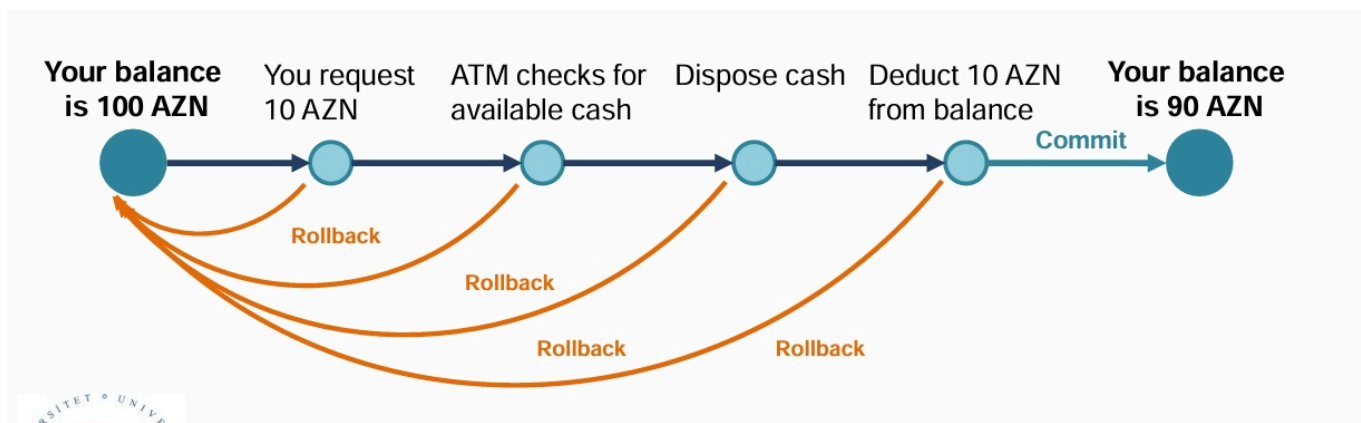 Your balance
is 100 AZN
You request
10 AZN
ATM checks for
available cash
Dispose cash
Deduct 10 AZN
from balance
Your balance
is 90 AZN
Commit
Rollback
Rollback
Rollback
Rollback